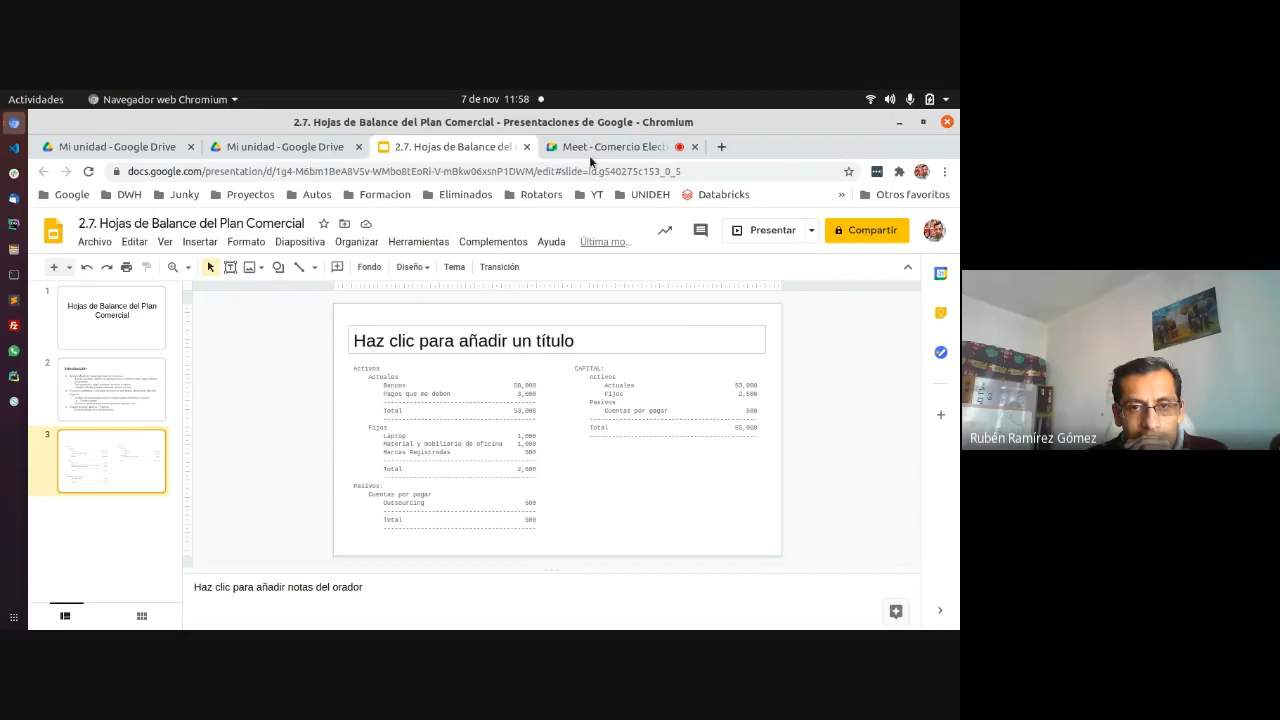 Actividades
Navegador web Chromium
7 de nov 11:58
2.7. Hojas de Balance del Plan Comercial - Presentaciones de Google - Chromium
Mi unidad - Google Drive
Mi unidad - Google Drive
2.7. Hojas de Balance del
Meet - Comercio Elect
docs.google.com/presentation/d/1g4-M6bm1BeA8V5v-WMbo8tEoRi-V-mBkw06xsnP1DWM/edit#slide=id.g540275c153_0_5
Google
DWH
Junky
Proyectos
Autos
Formacion
Eliminados
Rotators
YT
UNIDEH
Databricks
»
Otros favoritos
2.7. Hojas de Balance del Plan Comercial
Archivo Editar Ver Insertar Formato Diapositiva Organizar Herramientas Complementos Ayuda Última mo...
Presentar
Compartir
Fondo
Diseño
Tema
Transición
1
Hojas de Balance del Plan
Comercial
2
Introducción
3
Haz clic para añadir un título
Activos
Actuales
Bancos 50,000
Pagos que me deben 3,000
Total 53,000
Fijos
Laptop 1,000
Material y mobiliario de oficina 1,000
Marcas Registradas 500
Total 2,500
Pasivos:
Cuentas por pagar
Outsourcing 500
Total 500
CAPITAL:
Activos
Actuales 53,000
Fijos 2,500
Pasivos
Cuentas por pagar 500
Total 55,000
Haz clic para añadir notas del orador
Rubén Ramírez Gómez